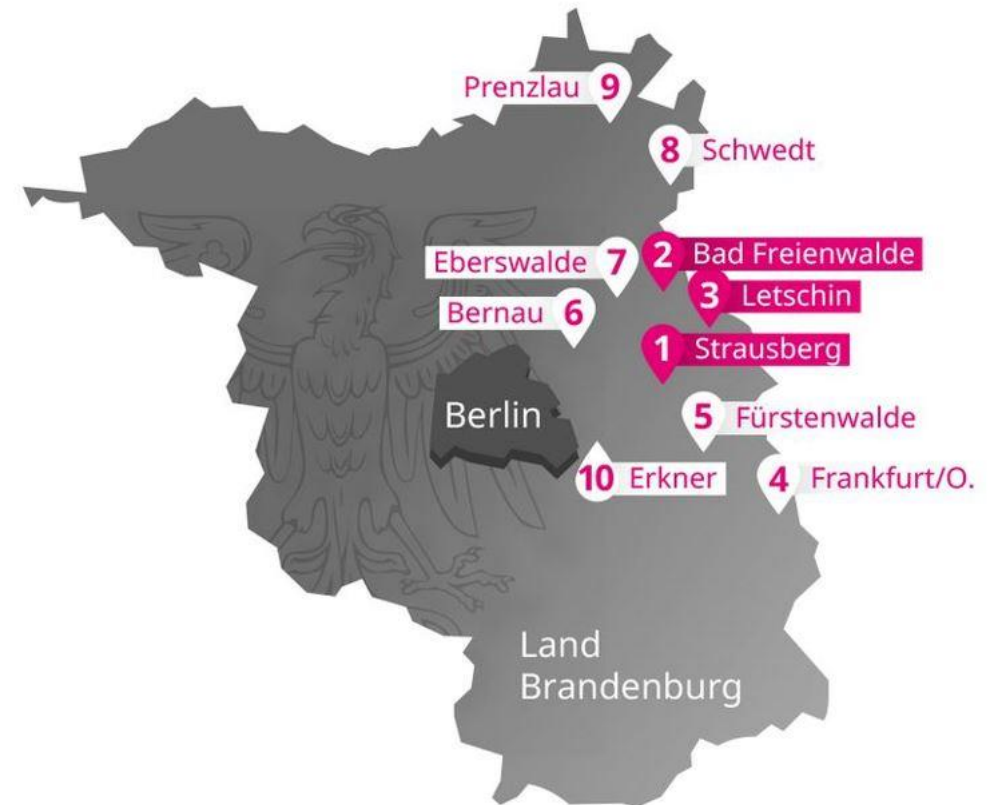 Prenzlau 9
8 Schwedt
2 Bad Freienwalde
Eberswalde 7
3 Letschin
Bernau 6
1 Strausberg
Berlin
5 Fürstenwalde
10 Erkner
4 Frankfurt/O.
Land
Brandenburg